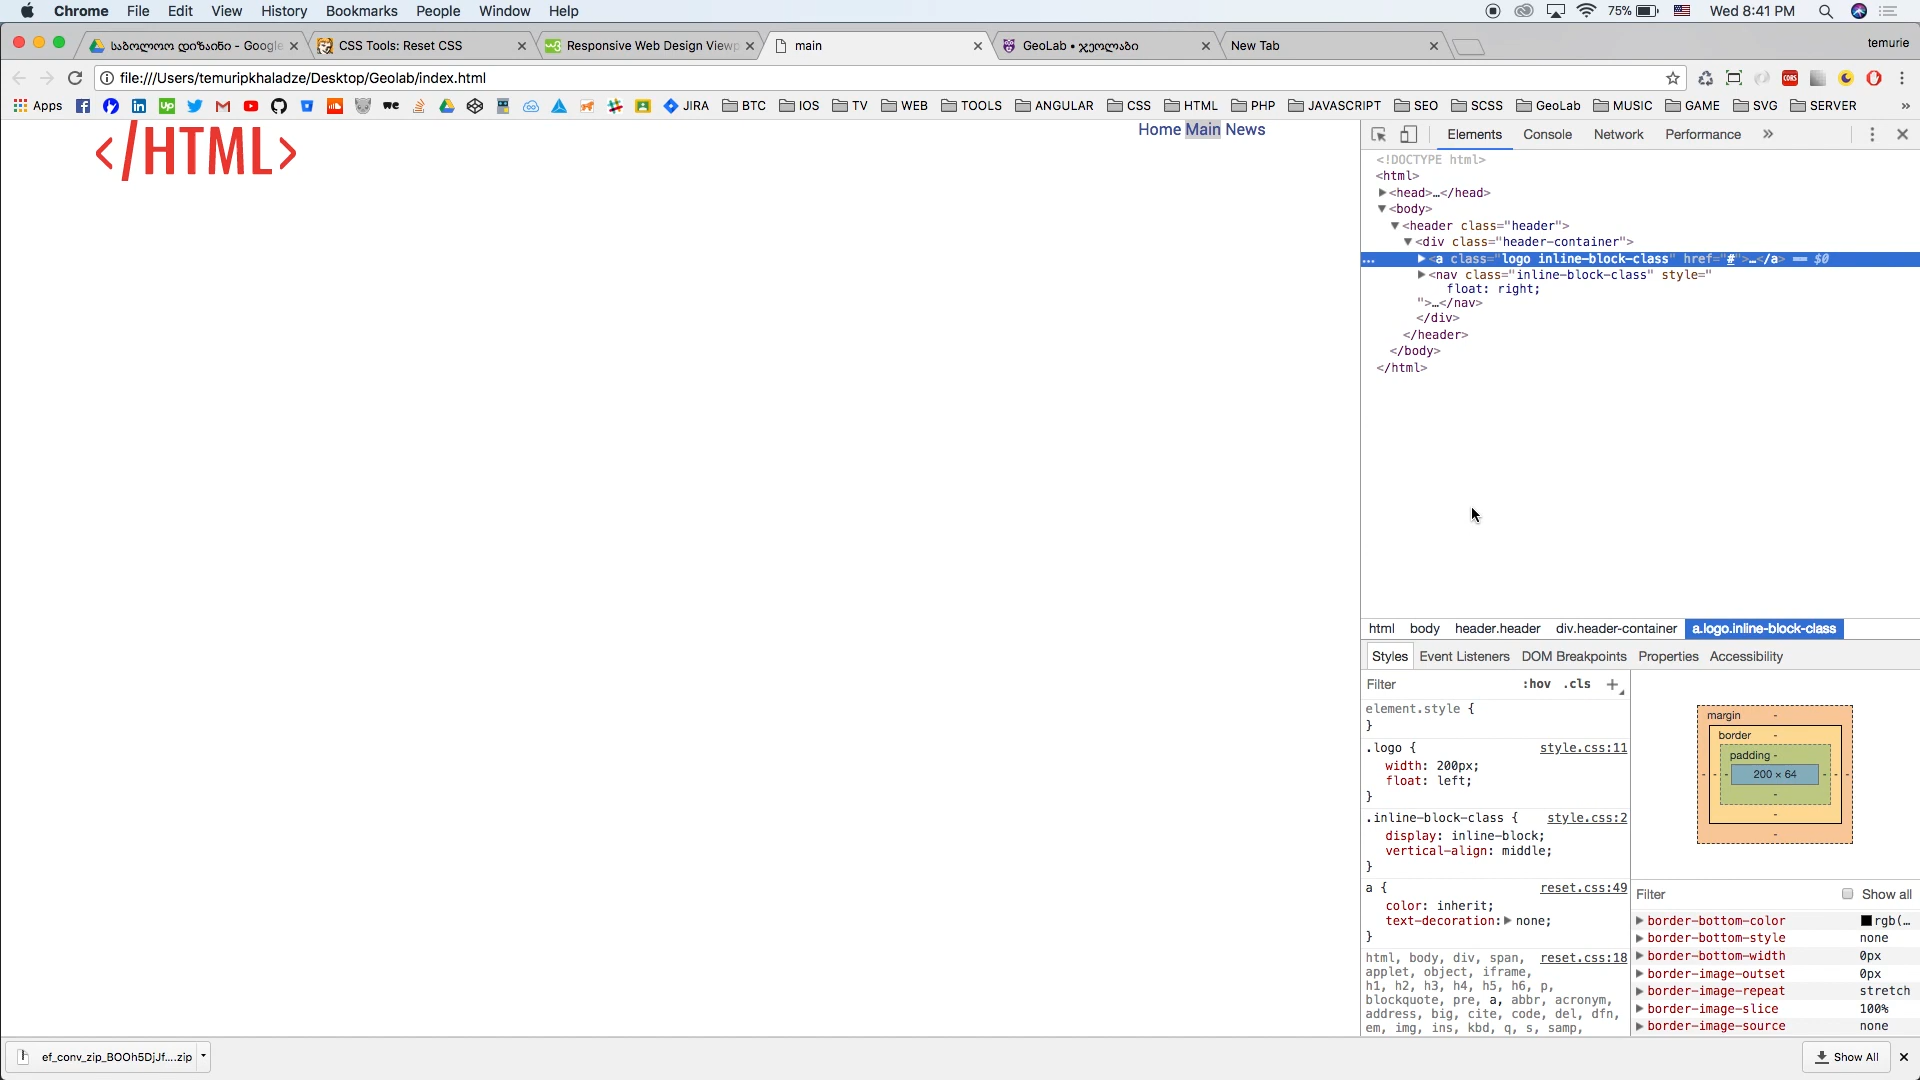 Chrome File Edit View History Bookmarks People Window Help 75% Wed 8:41 PM
საბოლოო დიზაინი - Google CSS Tools: Reset CSS Responsive Web Design Viewp main GeoLab • ჯეოლაბი New Tab temurie
file:///Users/temuripkhaladze/Desktop/Geolab/index.html
Apps JIRA BTC IOS TV WEB TOOLS ANGULAR CSS HTML PHP JAVASCRIPT SEO SCSS GeoLab MUSIC GAME SVG SERVER »
</HTML>
Home Main News
Elements Console Network Performance »
<!DOCTYPE html>
<html>
<head>…</head>
<body>
<header class="header">
<div class="header-container">
… <a class="logo inline-block-class" href="#">…</a> == $0
<nav class="inline-block-class" style="
float: right;
">…</nav>
</div>
</header>
</body>
</html>
html body header.header div.header-container a.logo.inline-block-class
Styles Event Listeners DOM Breakpoints Properties Accessibility
Filter :hov .cls +
element.style {
}
.logo { style.css:11
width: 200px;
float: left;
}
.inline-block-class { style.css:2
display: inline-block;
vertical-align: middle;
}
a { reset.css:49
color: inherit;
text-decoration: none;
}
html, body, div, span, reset.css:18
applet, object, iframe,
h1, h2, h3, h4, h5, h6, p,
blockquote, pre, a, abbr, acronym,
address, big, cite, code, del, dfn,
em, img, ins, kbd, q, s, samp,
margin -
border -
padding -
- - - 200 × 64 - - -
-
-
-
Filter Show all
border-bottom-color rgb(…
border-bottom-style none
border-bottom-width 0px
border-image-outset 0px
border-image-repeat stretch
border-image-slice 100%
border-image-source none
ef_conv_zip_BOOh5DjJf....zip Show All